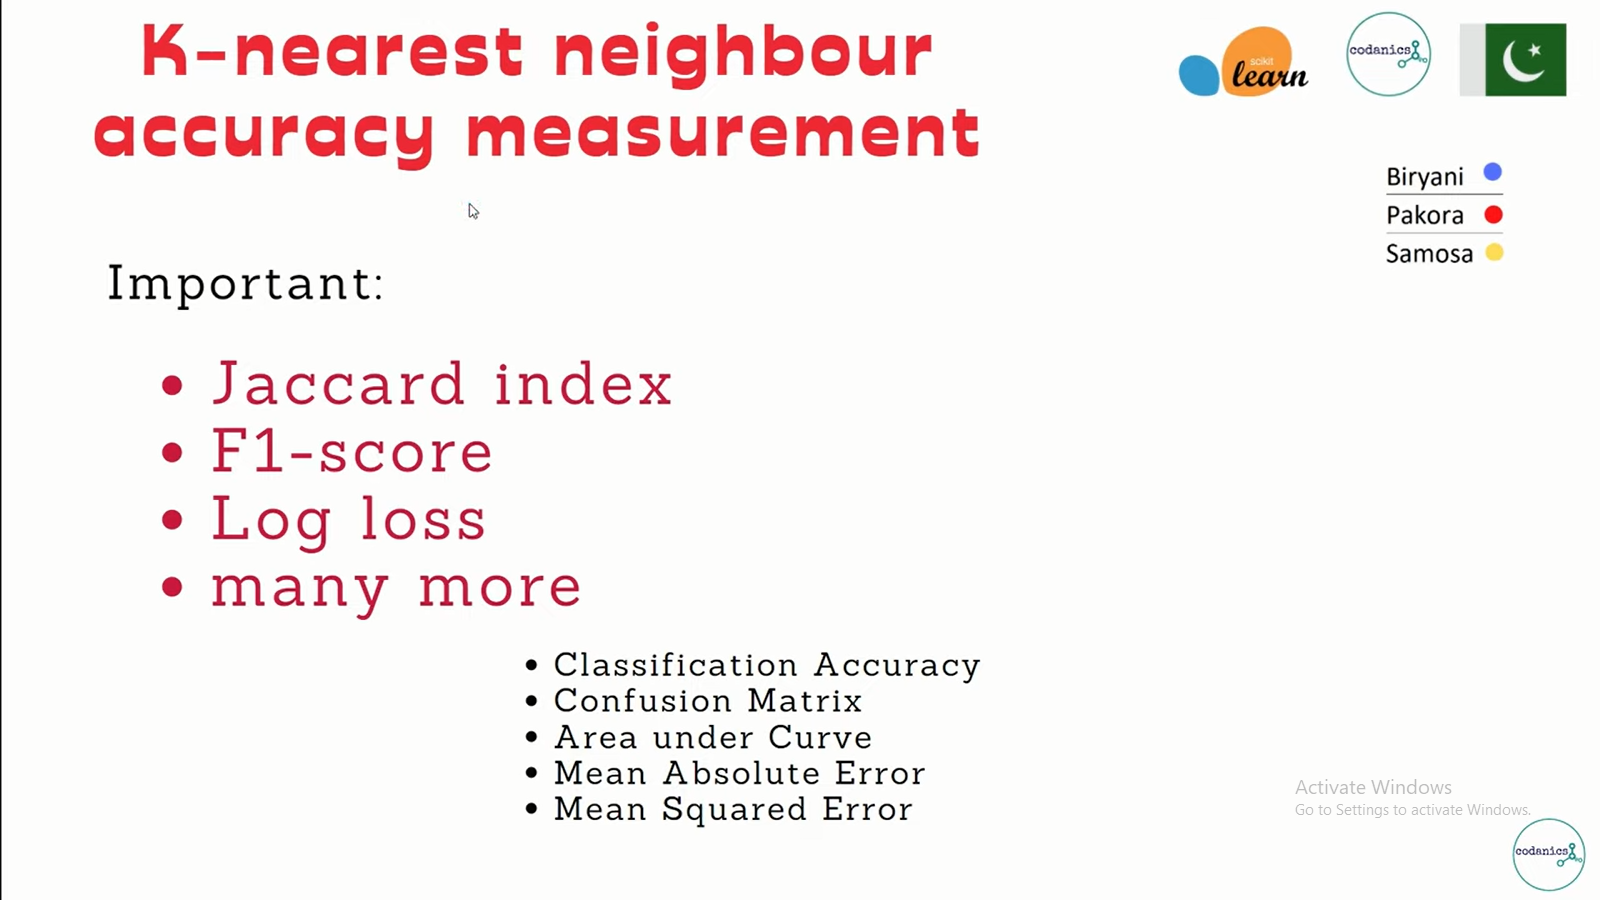 K-nearest neighbour
accuracy measurement
scikit
learn
codanics
Biryani
Pakora
Samosa
Important:
• Jaccard index
• F1-score
• Log loss
• many more
• Classification Accuracy
• Confusion Matrix
• Area under Curve
• Mean Absolute Error
• Mean Squared Error
Activate Windows
Go to Settings to activate Windows.
codanics